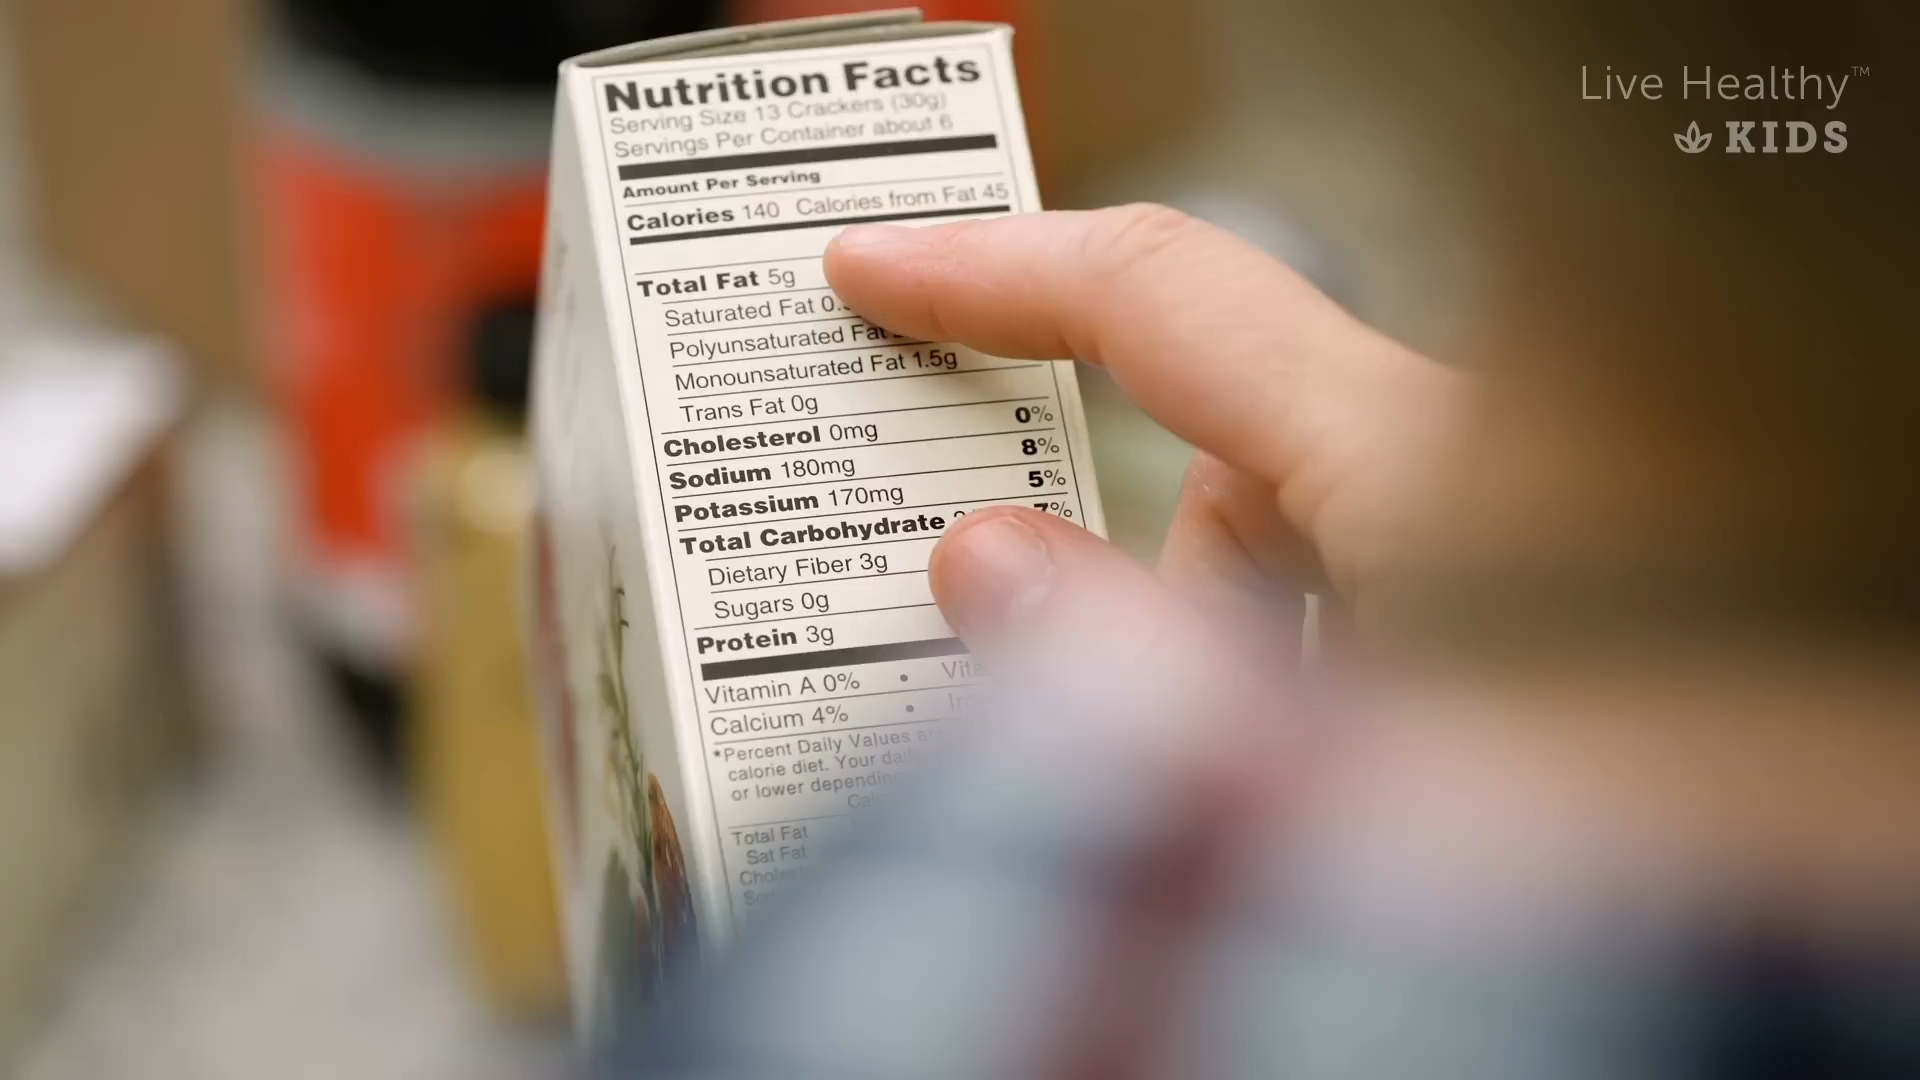 Live Healthy™
KIDS
Nutrition Facts
Serving Size 13 Crackers (30g)
Servings Per Container about 6
Amount Per Serving
Calories 140 Calories from Fat 45
Total Fat 5g
Saturated Fat 0.
Polyunsaturated Fat
Monounsaturated Fat 1.5g
Trans Fat 0g
Cholesterol 0mg 0%
Sodium 180mg 8%
Potassium 170mg 5%
Total Carbohydrate 7%
Dietary Fiber 3g
Sugars 0g
Protein 3g
Vitamin A 0% •
Calcium 4% •
*Percent Daily Values
calorie diet. Your
or lower
Total Fat
Sat Fat